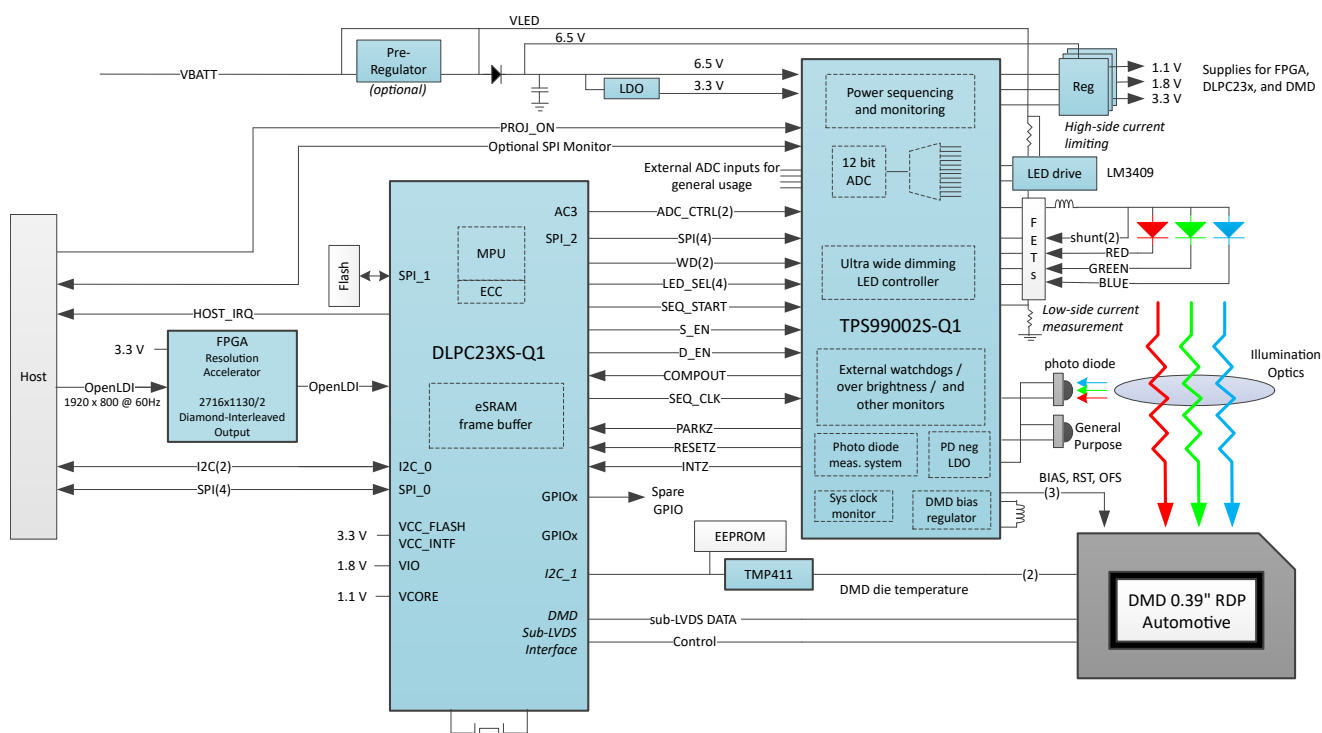 VLED
6.5 V
VBATT
Pre-
Regulator
(optional)
6.5 V
LDO
3.3 V
Reg
1.1 V
1.8 V
3.3 V
Supplies for FPGA,
DLPC23x, and DMD
High-side current
limiting
Power sequencing
and monitoring
12 bit
ADC
PROJ_ON
Optional SPI Monitor
External ADC inputs for
general usage
LED drive
LM3409
FETs
shunt(2)
RED
GREEN
BLUE
Low-side current
measurement
Ultra wide dimming
LED controller
TPS99002S-Q1
External watchdogs /
over brightness / and
other monitors
Photo diode
meas. system
PD neg
LDO
Sys clock
monitor
DMD bias
regulator
photo diode
General
Purpose
Illumination
Optics
BIAS, RST, OFS
(3)
AC3
SPI_2
ADC_CTRL(2)
SPI(4)
WD(2)
LED_SEL(4)
SEQ_START
S_EN
D_EN
COMPOUT
SEQ_CLK
PARKZ
RESETZ
INTZ
MPU
ECC
SPI_1
Flash
DLPC23XS-Q1
eSRAM
frame buffer
Host
HOST_IRQ
3.3 V
FPGA
Resolution
Accelerator
2716x1130/2
Diamond-Interleaved
Output
OpenLDI
1920 x 800 @ 60Hz
OpenLDI
I2C(2)
I2C_0
SPI(4)
SPI_0
GPIOx
Spare
GPIO
3.3 V
VCC_FLASH
VCC_INTF
GPIOx
1.8 V
VIO
1.1 V
VCORE
I2C_1
EEPROM
TMP411
DMD die temperature
(2)
DMD
Sub-LVDS
Interface
sub-LVDS DATA
Control
DMD 0.39" RDP
Automotive